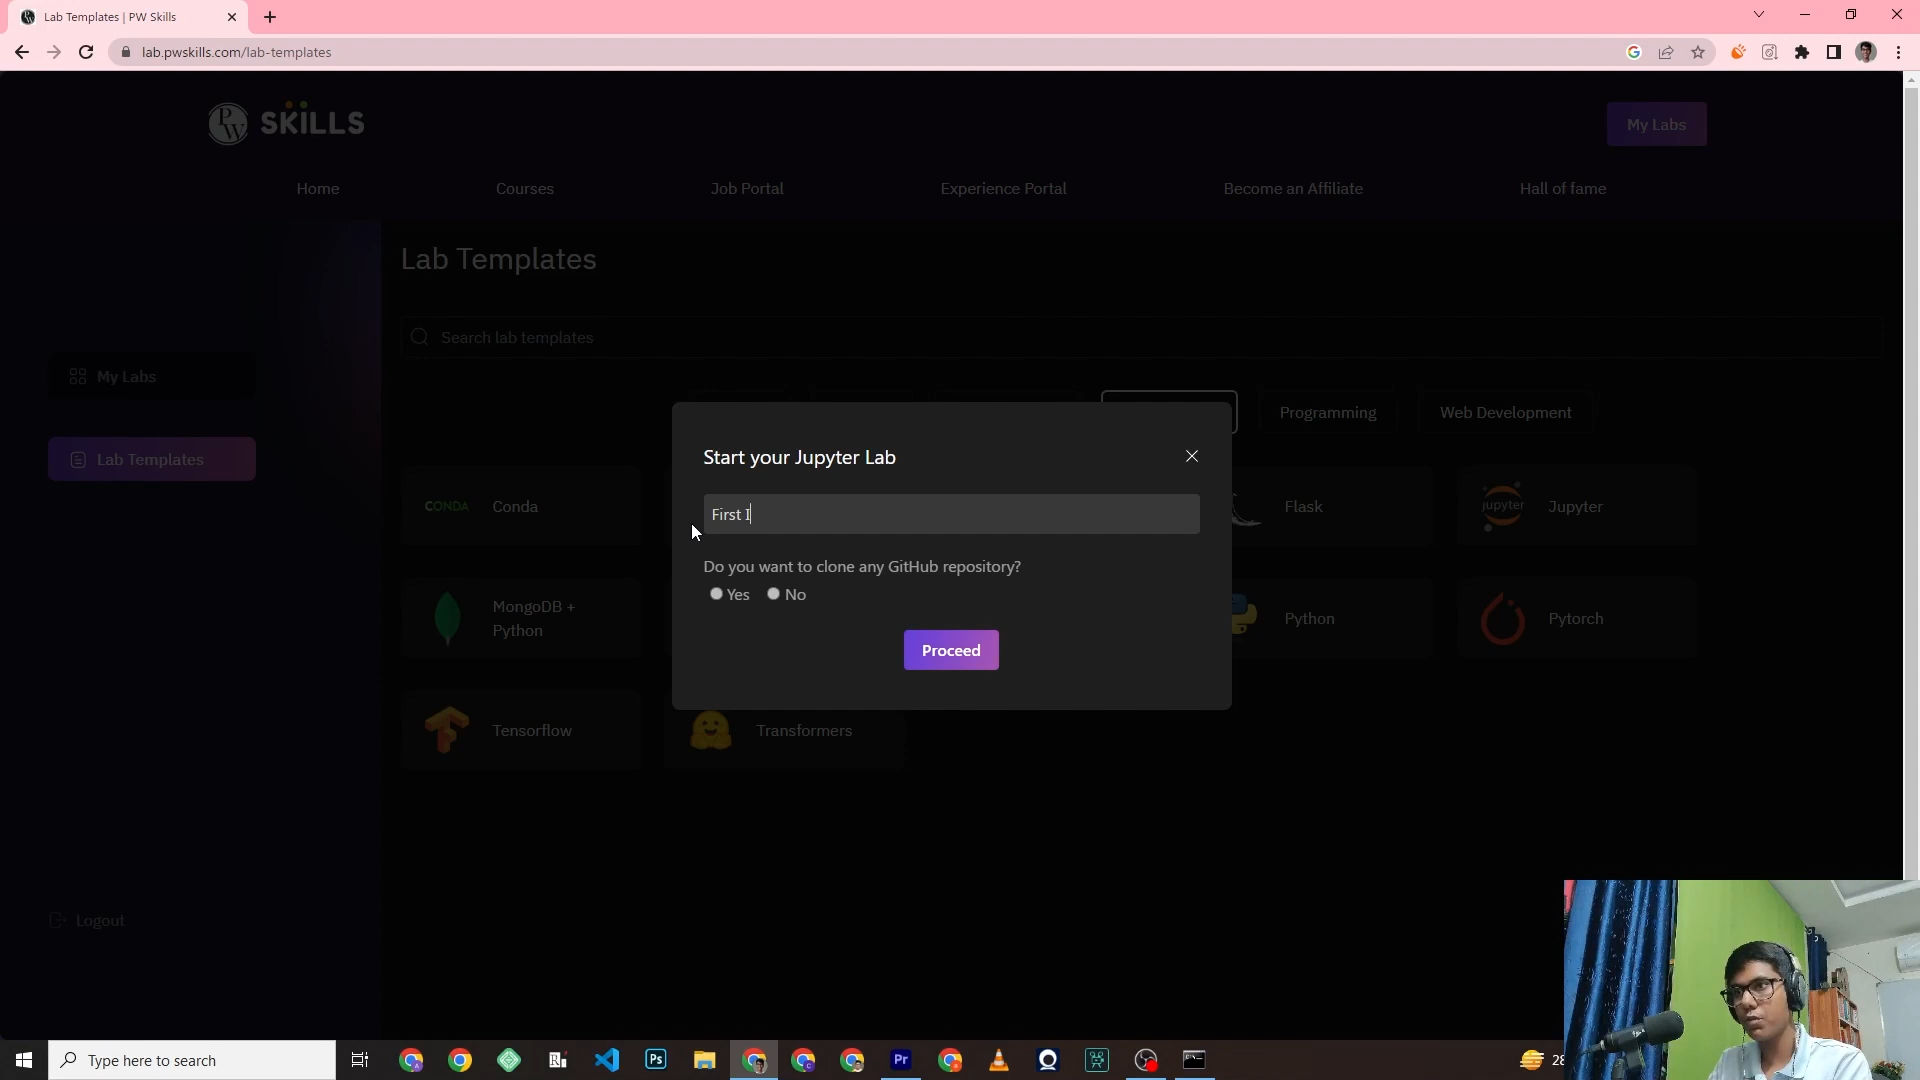 Lab Templates | PW Skills
lab.pwskills.com/lab-templates
PW SKILLS
My Labs
Home Courses Job Portal Experience Portal Become an Affiliate Hall of fame
Lab Templates
Search lab templates
My Labs
Programming Web Development
Start your Jupyter Lab
Lab Templates
First I
CONDA Conda
Flask
jupyter Jupyter
Do you want to clone any GitHub repository?
Yes No
MongoDB +
Python
Python
Pytorch
Proceed
Tensorflow
Transformers
Logout
Type here to search
Ps
Pr
28